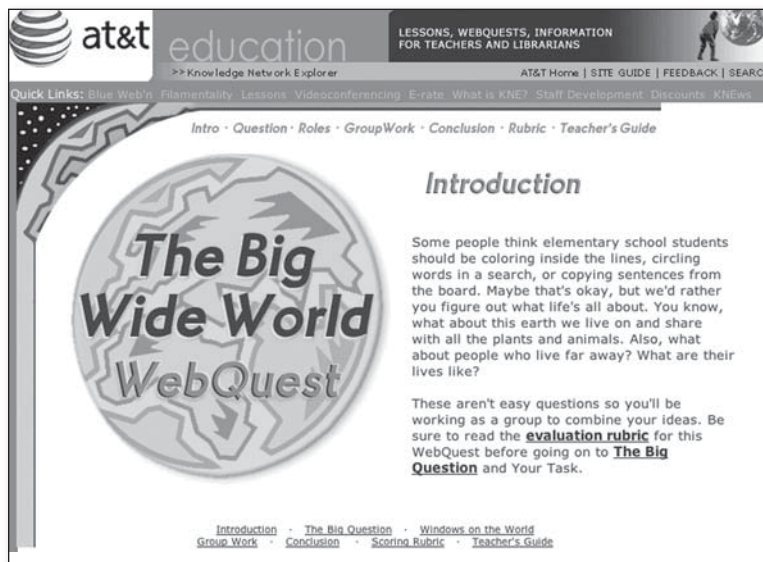 at&t
education
LESSONS, WEBQUESTS, INFORMATION
FOR TEACHERS AND LIBRARIANS
>> Knowledge Network Explorer
AT&T Home | SITE GUIDE | FEEDBACK | SEARC
Quick Links: Blue Web'n Filamentality Lessons Videoconferencing E-rate What is KNE? Staff Development Discounts KNEws
Intro · Question · Roles · GroupWork · Conclusion · Rubric · Teacher's Guide
The Big
Wide World
WebQuest
Introduction
Some people think elementary school students
should be coloring inside the lines, circling
words in a search, or copying sentences from
the board. Maybe that's okay, but we'd rather
you figure out what life's all about. You know,
what about this earth we live on and share
with all the plants and animals. Also, what
about people who live far away? What are their
lives like?
These aren't easy questions so you'll be
working as a group to combine your ideas. Be
sure to read the evaluation rubric for this
WebQuest before going on to The Big
Question and Your Task.
Introduction · The Big Question · Windows on the World
Group Work · Conclusion · Scoring Rubric · Teacher's Guide